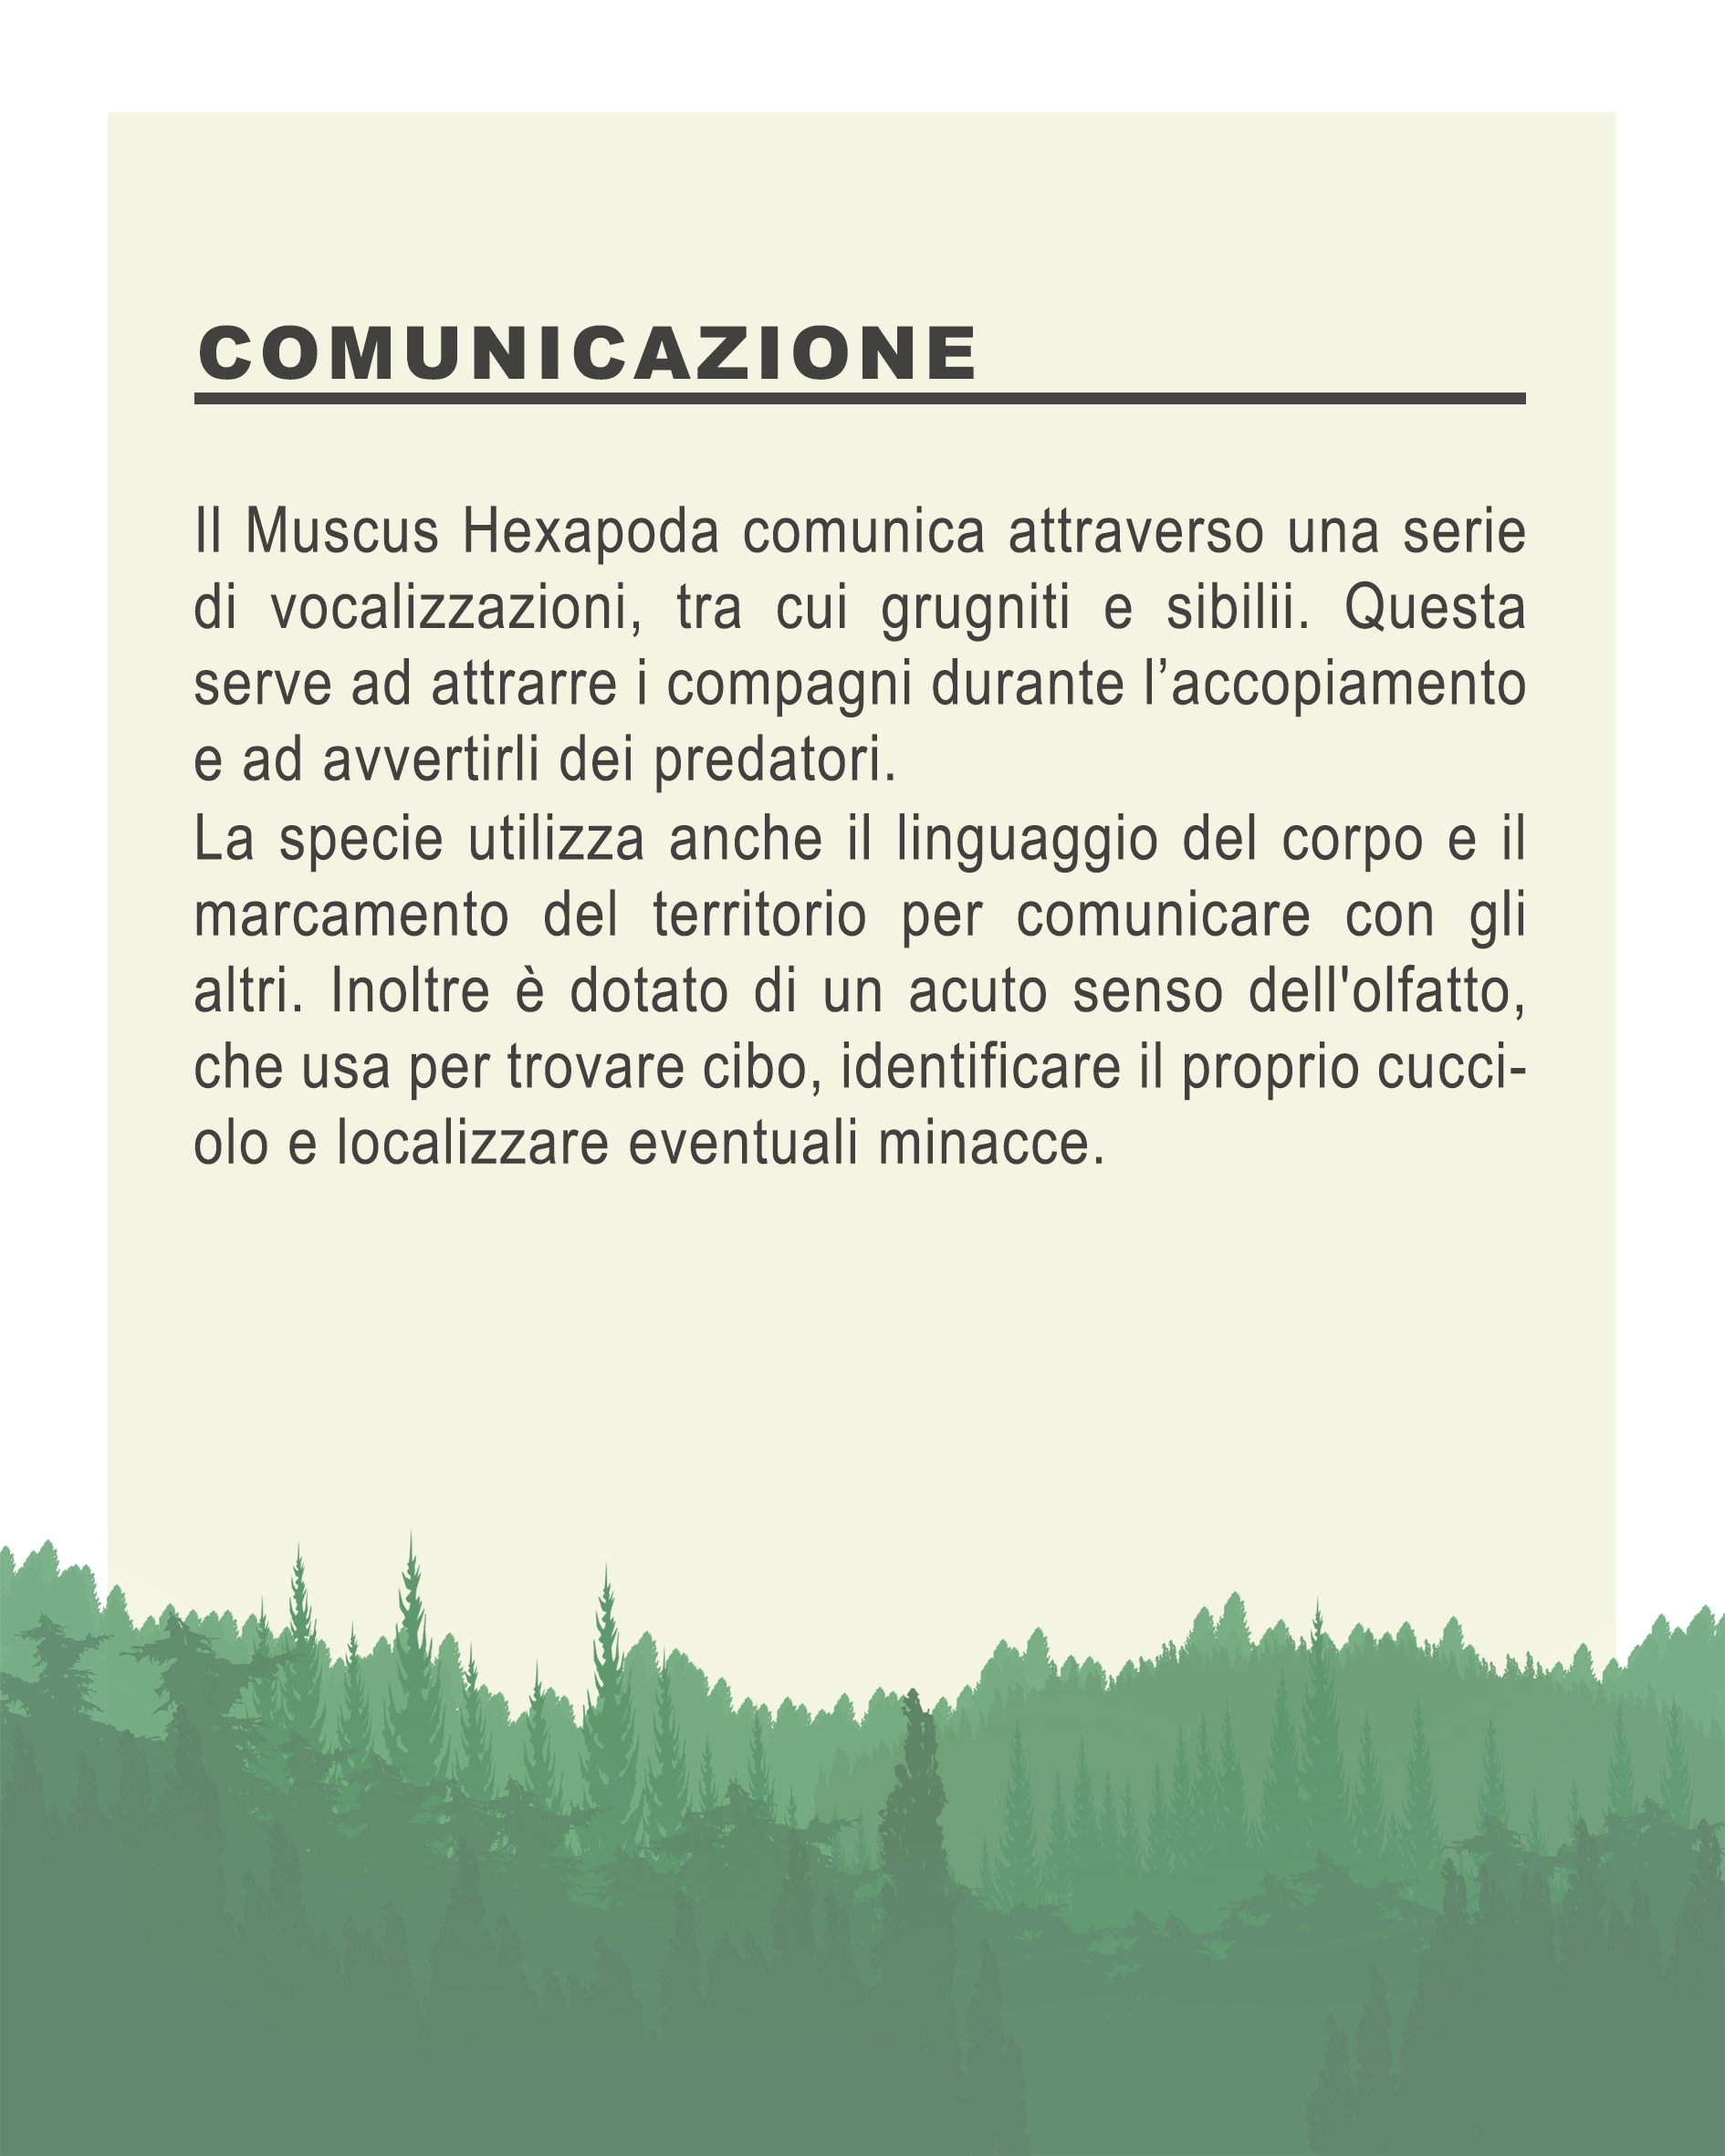 COMUNICAZIONE
Il Muscus Hexapoda comunica attraverso una serie
di vocalizzazioni, tra cui grugniti e sibilii. Questa
serve ad attrarre i compagni durante l’accopiamento
e ad avvertirli dei predatori.
La specie utilizza anche il linguaggio del corpo e il
marcamento del territorio per comunicare con gli
altri. Inoltre è dotato di un acuto senso dell'olfatto,
che usa per trovare cibo, identificare il proprio cucci-
olo e localizzare eventuali minacce.